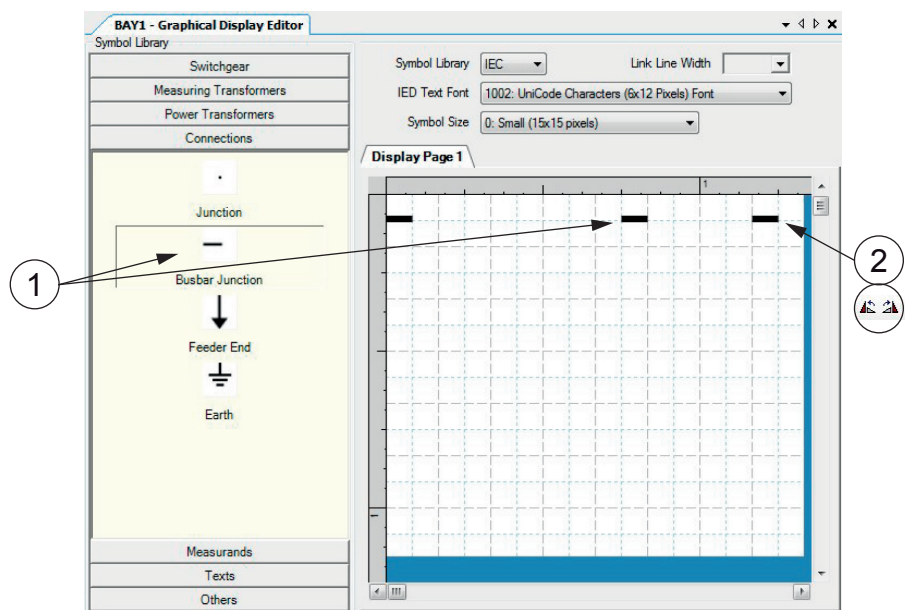 BAY1 - Graphical Display Editor
Symbol Library
Switchgear
Measuring Transformers
Power Transformers
Connections
Junction
Busbar Junction
Feeder End
Earth
Measurands
Texts
Others
Symbol Library IEC Link Line Width
IED Text Font 1002: UniCode Characters (6x12 Pixels) Font
Symbol Size 0: Small (15x15 pixels)
Display Page 1
1
1
1
2